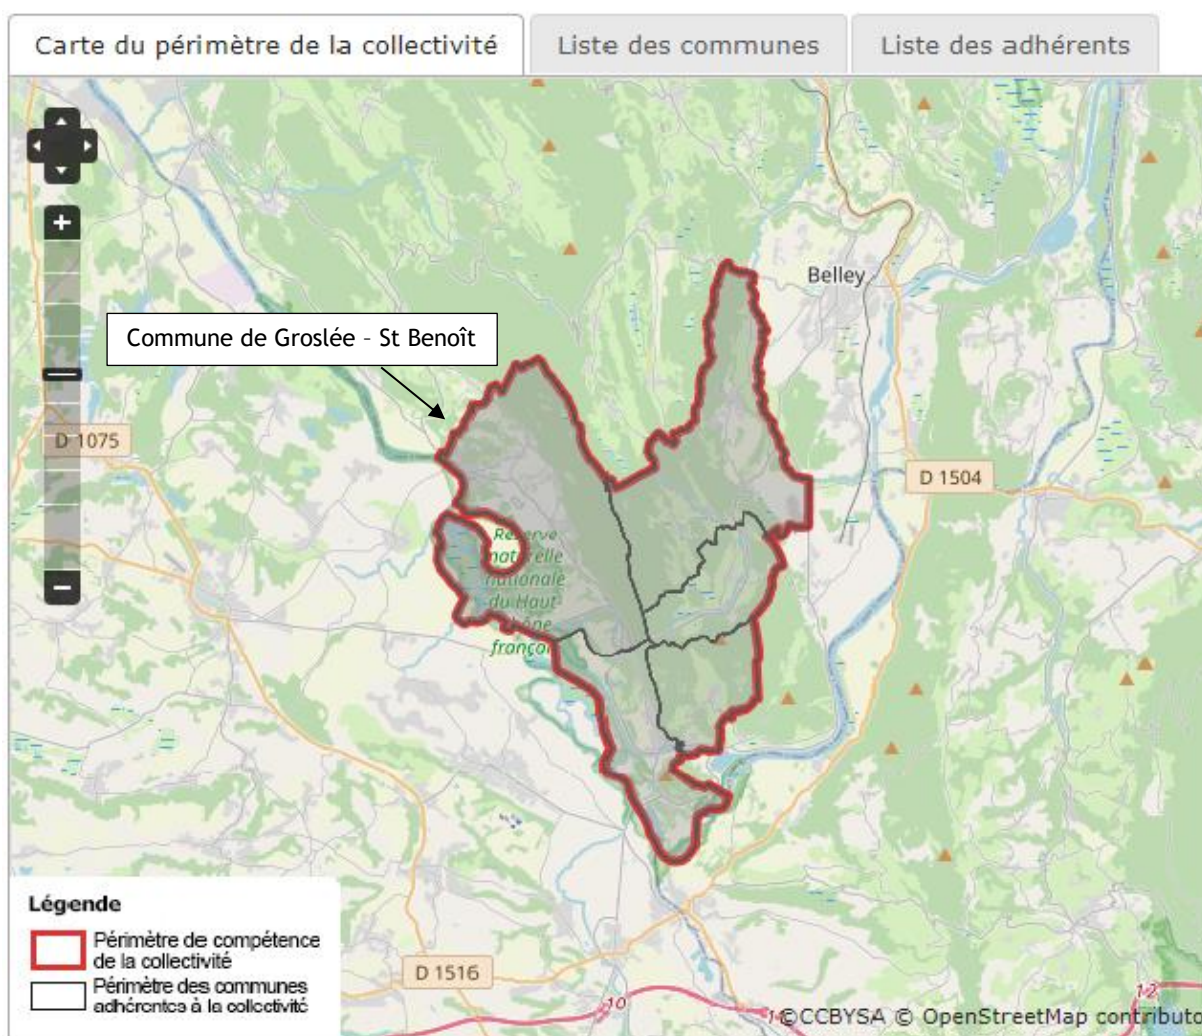 Carte du périmètre de la collectivité
Liste des communes
Liste des adhérents
Belley
Commune de Groslée - St Benoît
D 1075
D 1504
Réserve
naturelle
nationale
du Haut-
Rhône
français
Légende
Périmètre de compétence
de la collectivité
Périmètre des communes
adhérentes à la collectivité
D 1516
10
12
©CCBYSA © OpenStreetMap contributo